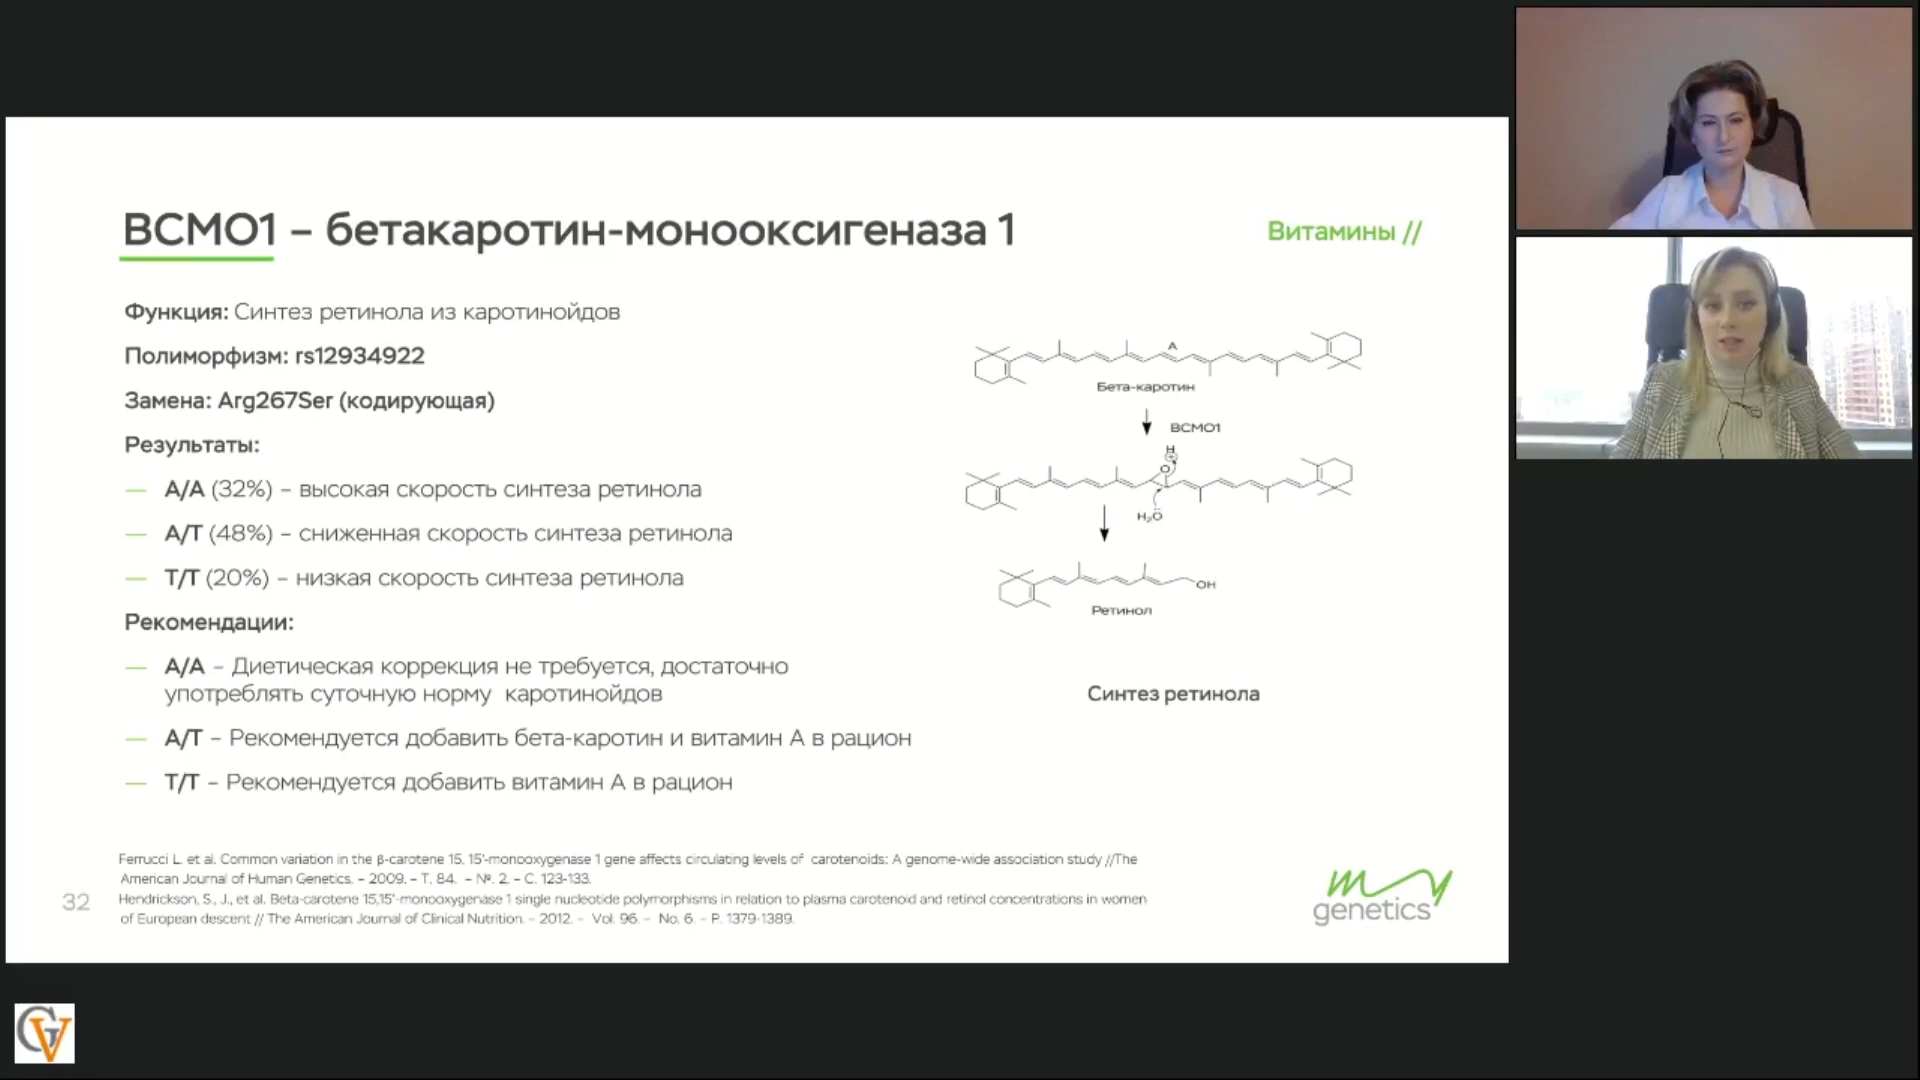 BCMO1 – бетакаротин-монооксигеназа 1
Витамины //
Функция: Синтез ретинола из каротинойдов
Полиморфизм: rs12934922
Замена: Arg267Ser (кодирующая)
Результаты:
— A/A (32%) – высокая скорость синтеза ретинола
— A/T (48%) – сниженная скорость синтеза ретинола
— T/T (20%) – низкая скорость синтеза ретинола
Рекомендации:
— A/A – Диетическая коррекция не требуется, достаточно
употреблять суточную норму каротинойдов
— A/T – Рекомендуется добавить бета-каротин и витамин А в рацион
— T/T – Рекомендуется добавить витамин А в рацион
A
Бета-каротин
BCMO1
H
+
O
H₂O
OH
Ретинол
Синтез ретинола
Ferrucci L. et al. Common variation in the β-carotene 15, 15'-monooxygenase 1 gene affects circulating levels of carotenoids: A genome-wide association study //The
American Journal of Human Genetics. – 2009. – Т. 84. – №. 2. – С. 123-133.
Hendrickson, S., J., et al. Beta-carotene 15,15'-monooxygenase 1 single nucleotide polymorphisms in relation to plasma carotenoid and retinol concentrations in women
of European descent // The American Journal of Clinical Nutrition. – 2012. – Vol. 96. – No. 6. – P. 1379-1389.
32
my
genetics
GV